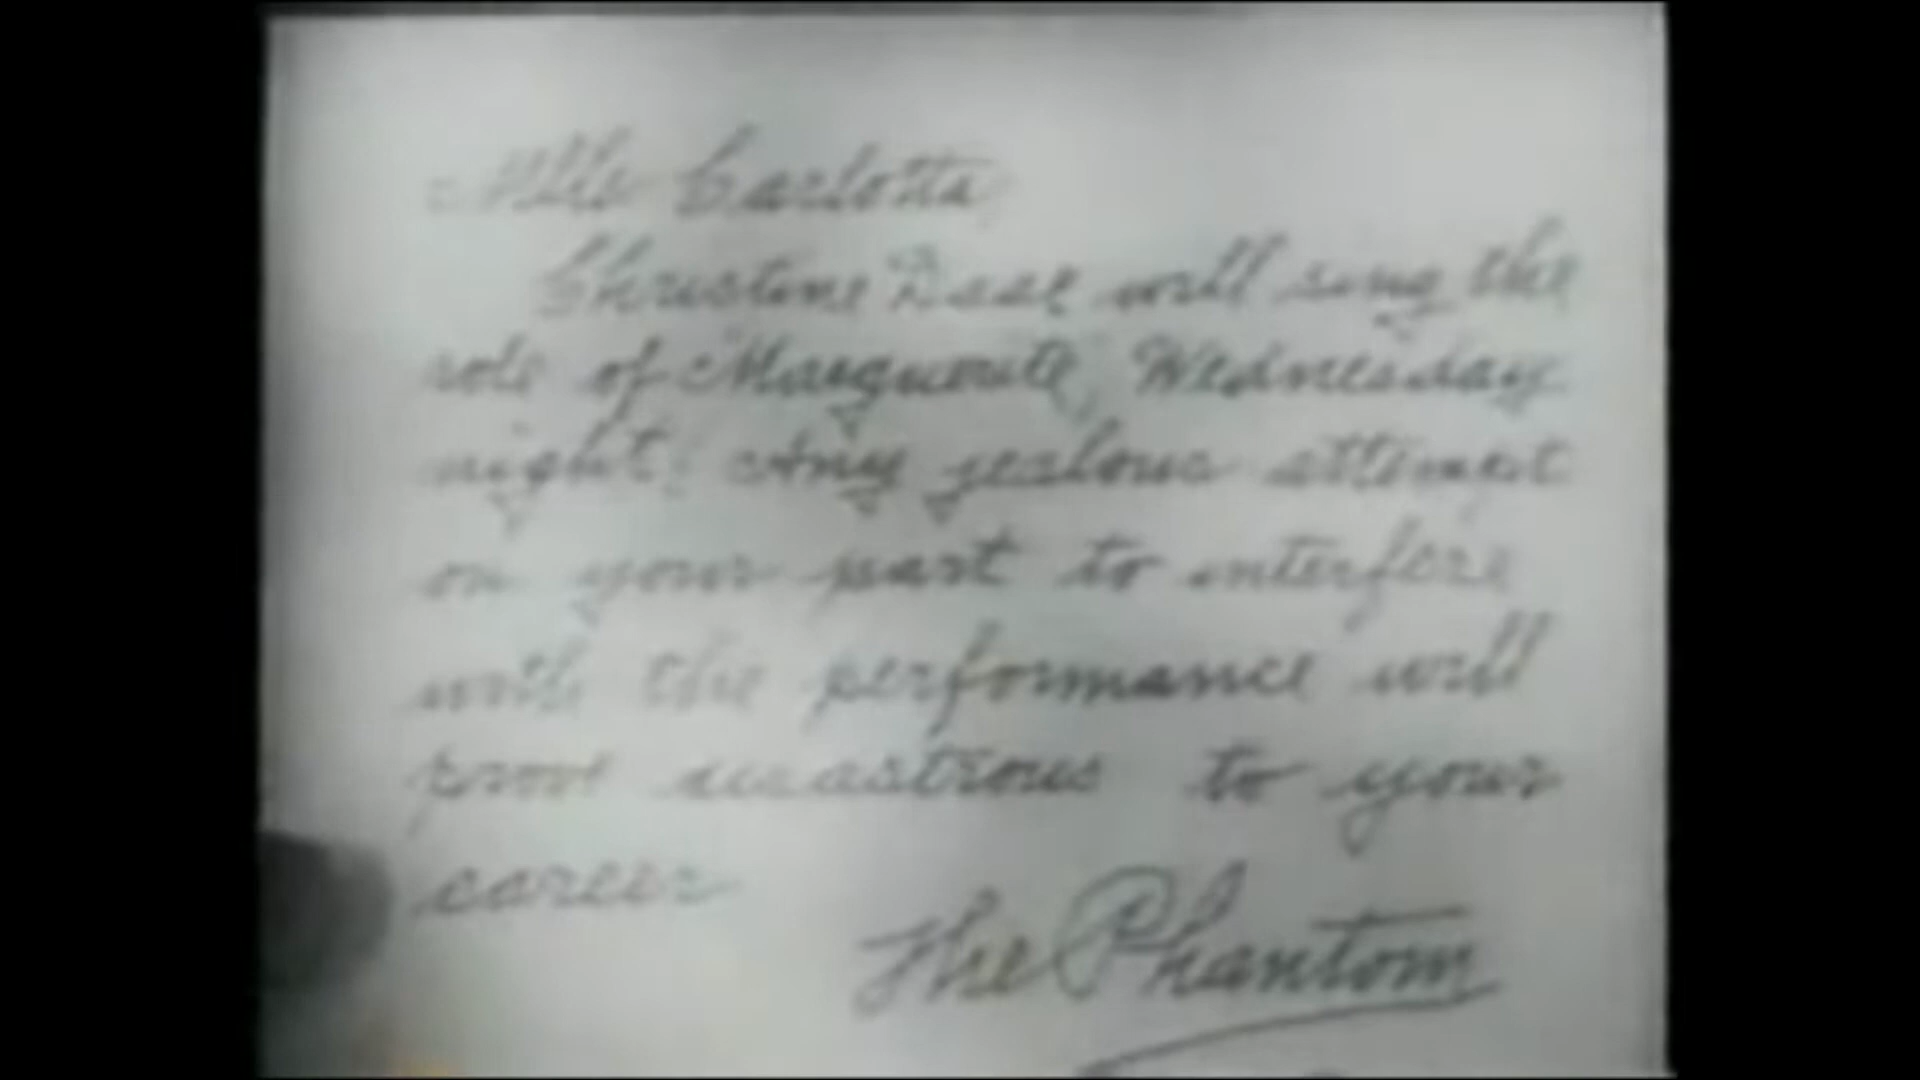 Mlle Carlotta,
Christine Daae will sing the
role of "Marguerite," Wednesday
night! Any jealous attempt
on your part to interfere
with the performance will
prove disastrous to your
career
The Phantom